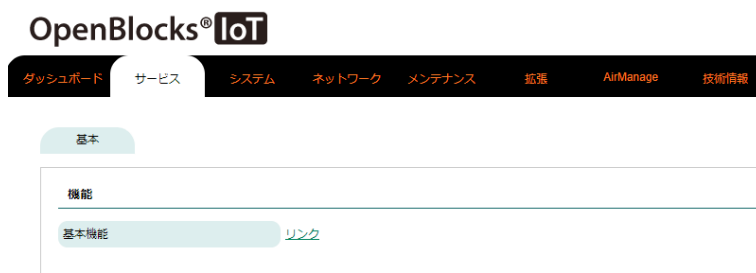 OpenBlocks® IoT
ダッシュボード サービス システム ネットワーク メンテナンス 拡張 AirManage 技術情報
基本
機能
基本機能 リンク